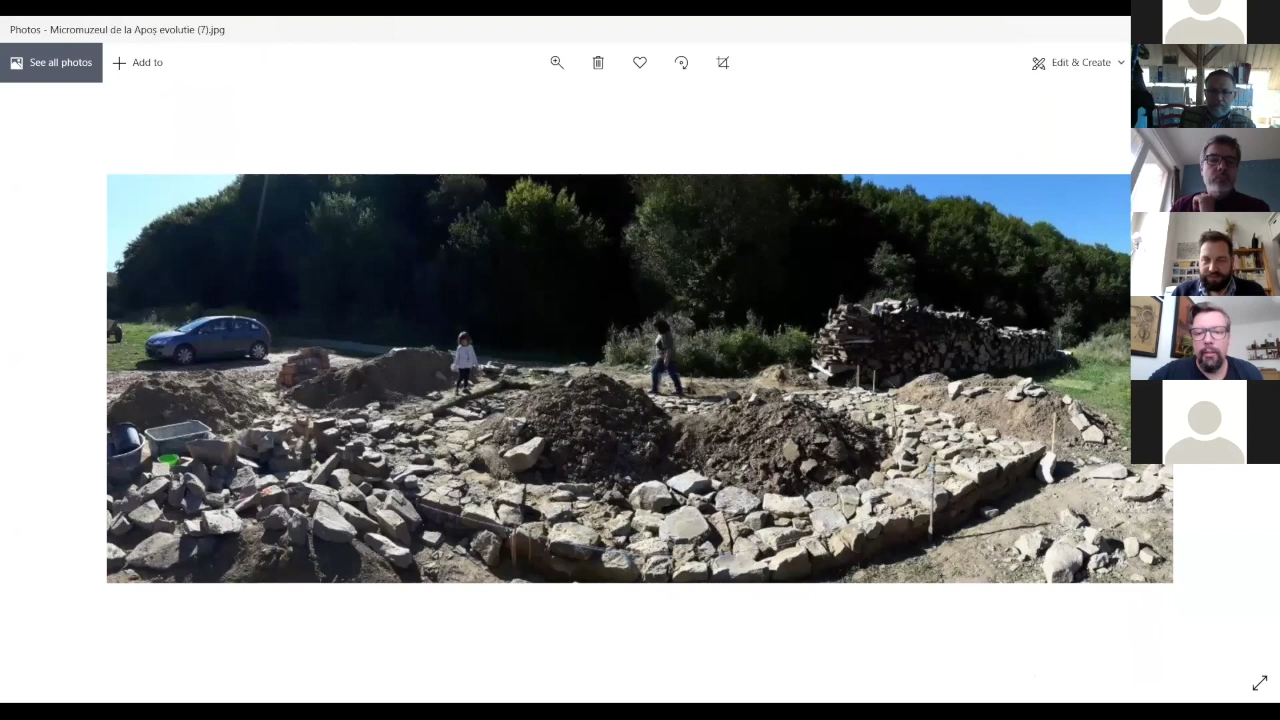 Photos - Micromuzeul de la Apoș evolutie (7).jpg
See all photos
Add to
Edit & Create